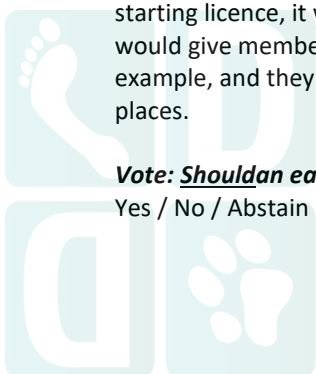 starting licence, it
would give membe
example, and they
places.
Vote: Shouldan ea
Yes / No / Abstain
D
D